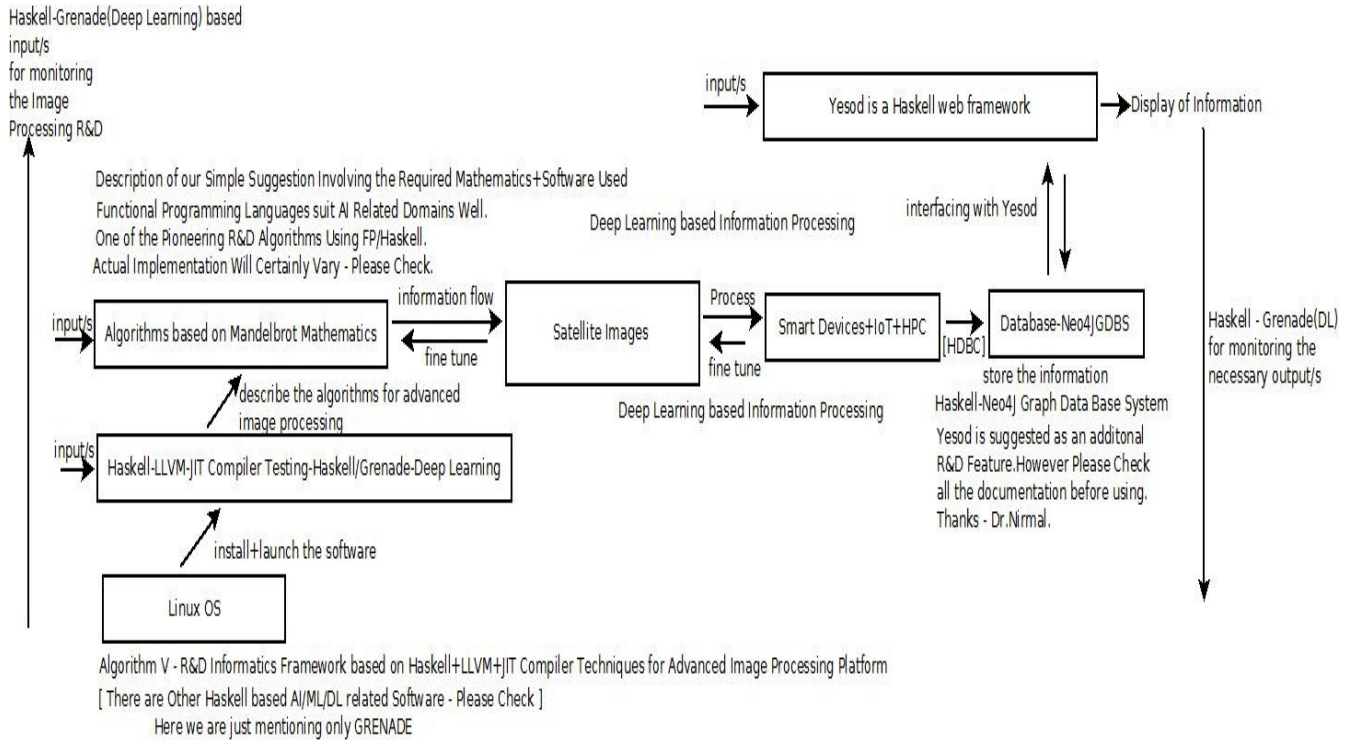 Haskell-Grenade(Deep Learning) based
input/s
for monitoring
the Image
Processing R&D
input/s
Yesod is a Haskell web framework
Display of Information
Description of our Simple Suggestion Involving the Required Mathematics+Software Used
Functional Programming Languages suit AI Related Domains Well.
One of the Pioneering R&D Algorithms Using FP/Haskell.
Actual Implementation Will Certainly Vary - Please Check.
Deep Learning based Information Processing
interfacing with Yesod
input/s
Algorithms based on Mandelbrot Mathematics
information flow
fine tune
Satellite Images
Process
fine tune
Smart Devices+IoT+HPC
[HDBC]
Database-Neo4JGDBS
Haskell - Grenade(DL)
for monitoring the
necessary output/s
describe the algorithms for advanced
image processing
Deep Learning based Information Processing
store the information
Haskell-Neo4J Graph Data Base System
Yesod is suggested as an additonal
R&D Feature.However Please Check
all the documentation before using.
Thanks - Dr.Nirmal.
input/s
Haskell-LLVM-JIT Compiler Testing-Haskell/Grenade-Deep Learning
install+launch the software
Linux OS
Algorithm V - R&D Informatics Framework based on Haskell+LLVM+JIT Compiler Techniques for Advanced Image Processing Platform
[ There are Other Haskell based AI/ML/DL related Software - Please Check ]
Here we are just mentioning only GRENADE